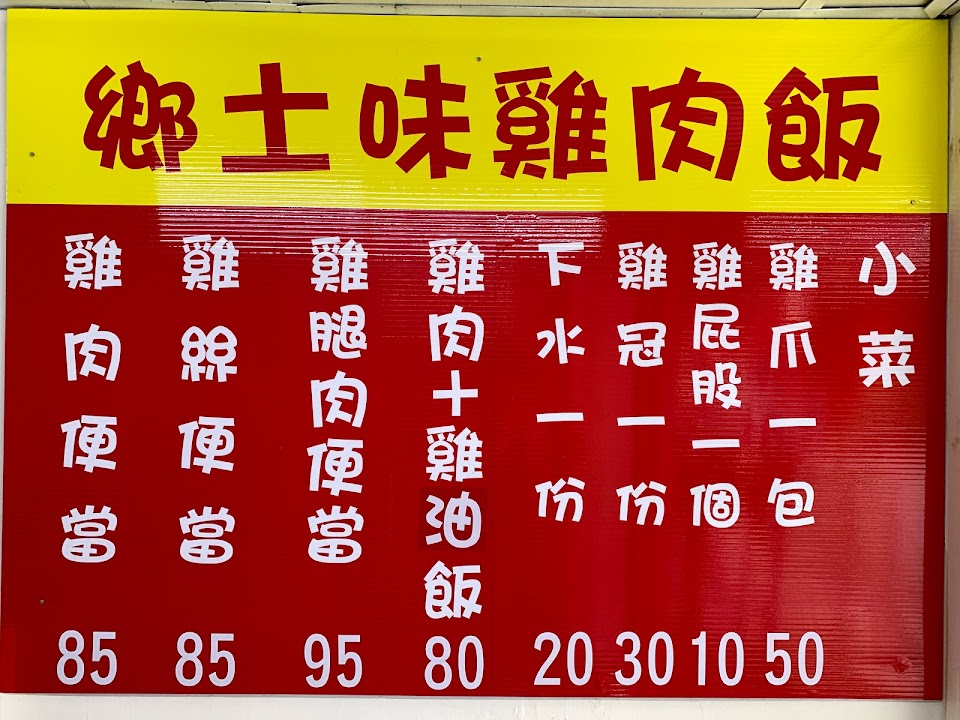 鄉土味雞肉飯
小菜
雞爪一包 50
雞屁股一個 10
雞冠一份 30
下水一份 20
雞肉+雞油飯 80
雞腿肉便當 95
雞絲便當 85
雞肉便當 85